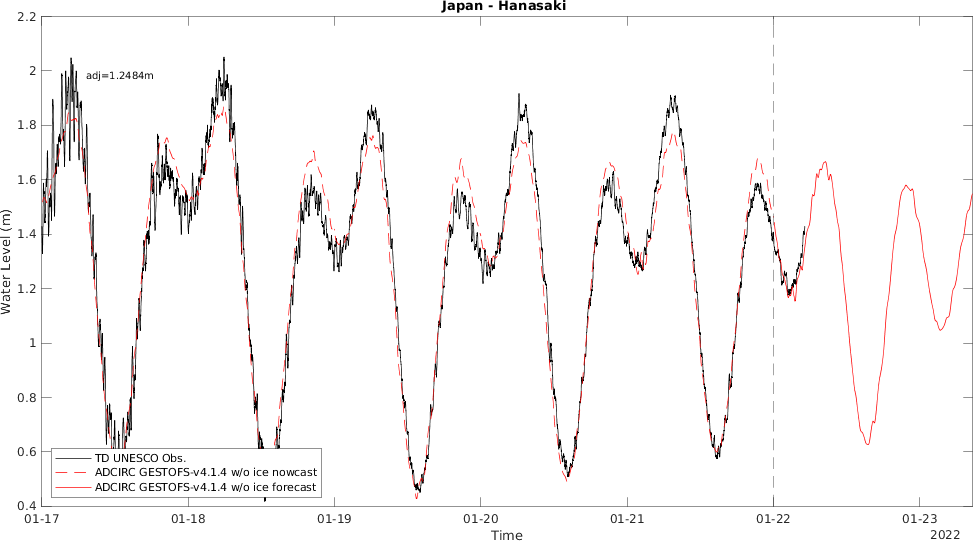 Japan - Hanasaki
2.2
2
1.8
1.6
1.4
1.2
1
0.8
0.6
0.4
Water Level (m)
adj=1.2484m
TD UNESCO Obs.
ADCIRC GESTOFS-v4.1.4 w/o ice nowcast
ADCIRC GESTOFS-v4.1.4 w/o ice forecast
01-17 01-18 01-19 01-20 01-21 01-22 01-23
Time
2022